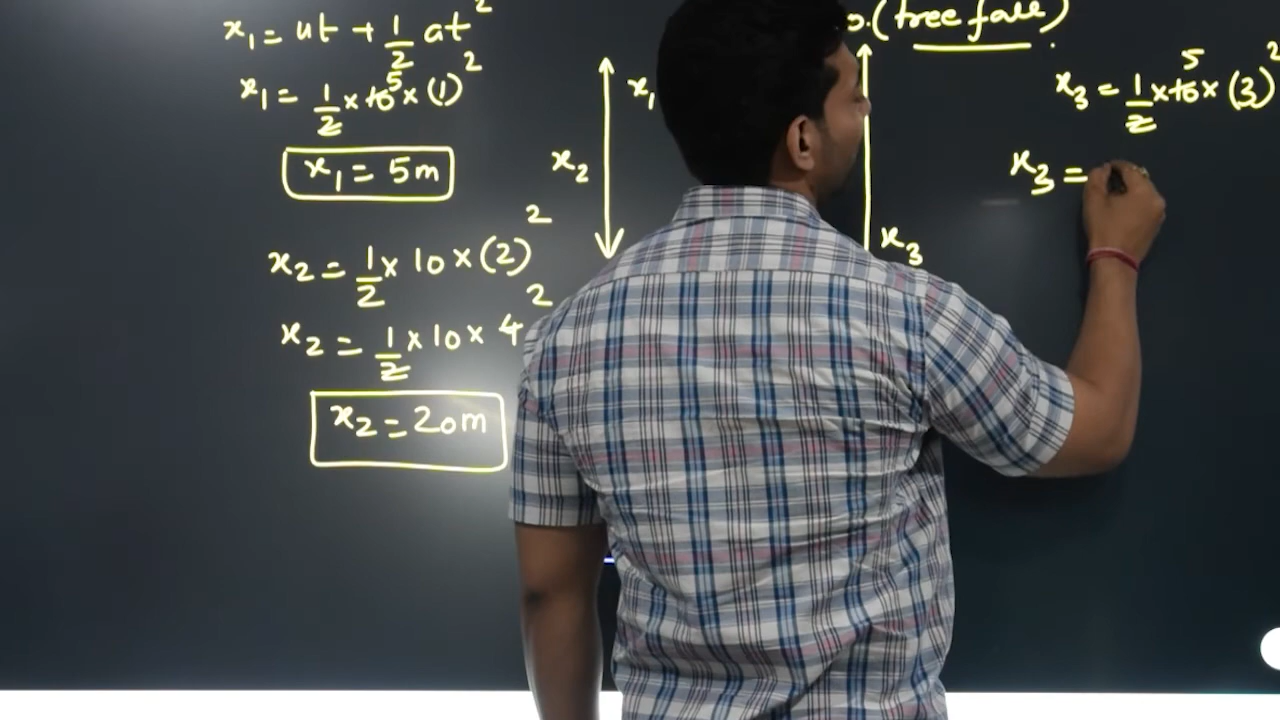 x₁ = ut + 1/2 at²
x₁ = 1/2 × 10 5 × (1)²
x₁ = 5m
x₂ = 1/2 × 10 × (2)²
x₂ = 1/2 × 10 × 4²
x₂ = 20m
x₁
x₂
(free fall)
x₃
x₃ = 1/2 × 10 5 × (3)²
x₃ =